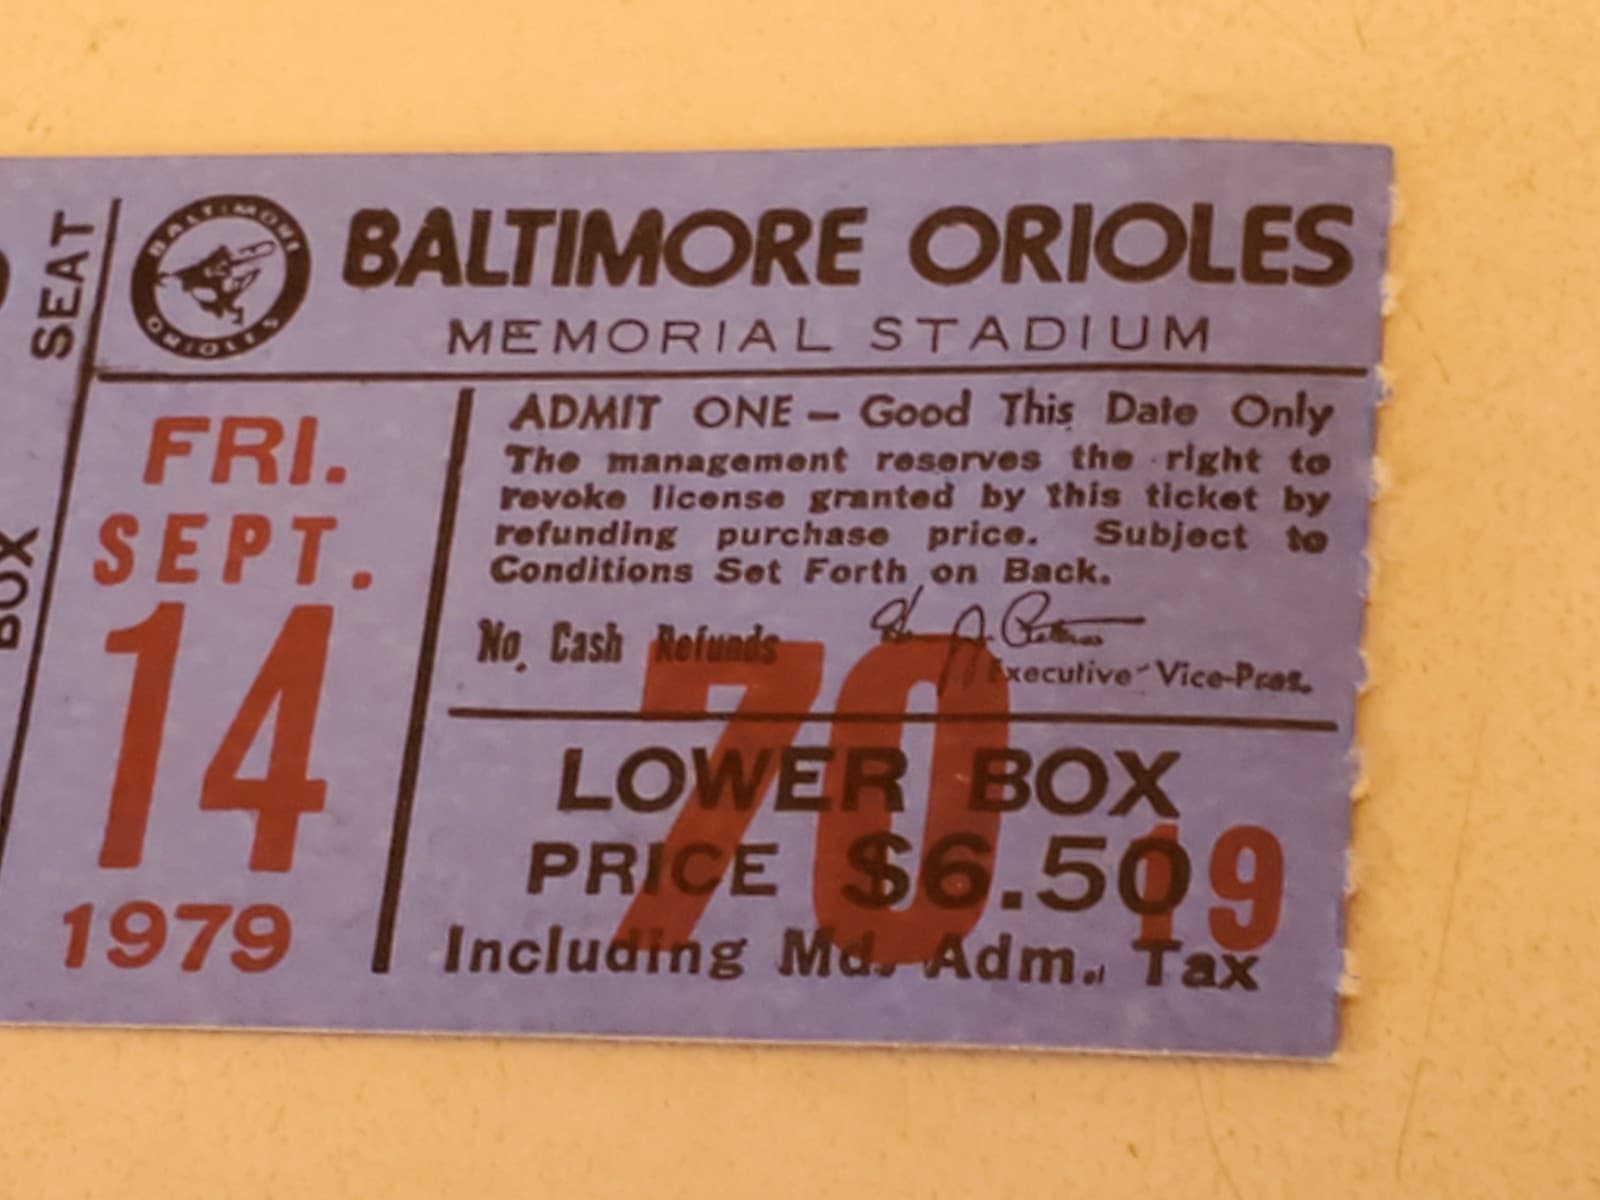 SEAT
BOX
BALTIMORE
ORIOLES
BALTIMORE ORIOLES
MEMORIAL STADIUM
FRI.
SEPT.
14
1979
ADMIT ONE — Good This Date Only
The management reserves the right to
revoke license granted by this ticket by
refunding purchase price. Subject to
Conditions Set Forth on Back.
No Cash Refunds
Executive Vice-Pres.
70
LOWER BOX
PRICE $6.50
19
Including Md. Adm. Tax